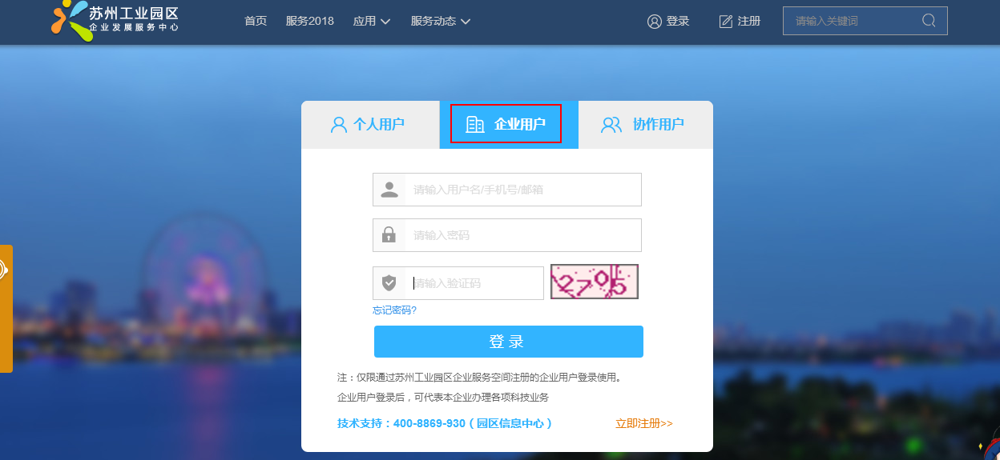 苏州工业园区
企业发展服务中心
首页 服务2018 应用 服务动态 登录 注册 请输入关键词
个人用户 企业用户 协作用户
请输入用户名/手机号/邮箱
请输入密码
请输入验证码 2705
忘记密码?
登录
注：仅限通过苏州工业园区企业服务空间注册的企业用户登录使用。
企业用户登录后，可代表本企业办理各项科技业务
技术支持：400-8869-930（园区信息中心） 立即注册>>